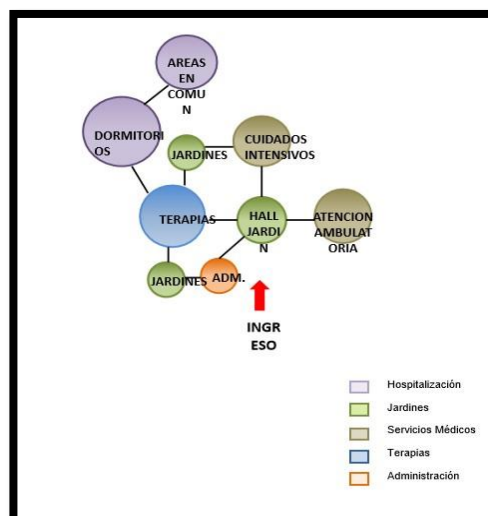 AREAS
EN
COMU
N
DORMITORI
OS
JARDINES
CUIDADOS
INTENSIVOS
TERAPIAS
HALL
JARDI
N
ATENCION
AMBULAT
ORIA
JARDINES
ADM.
INGR
ESO
Hospitalización
Jardines
Servicios Médicos
Terapias
Administración